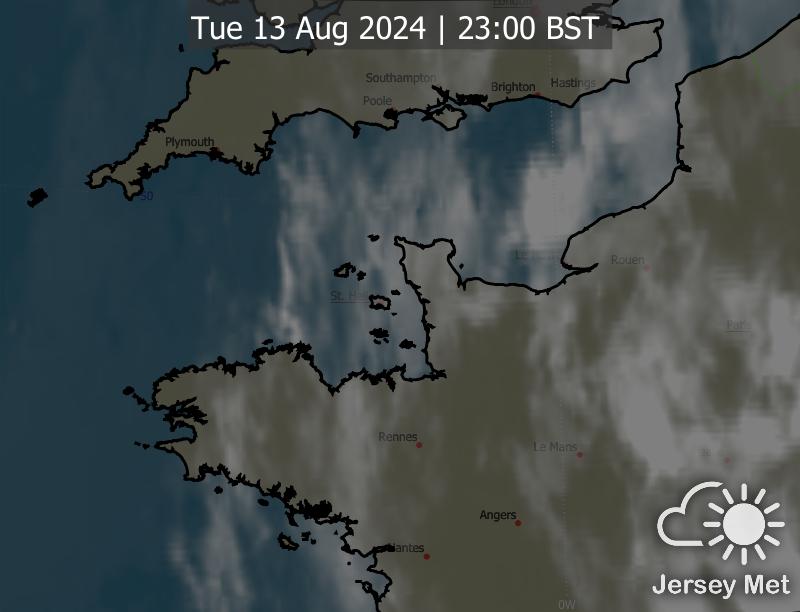 London
Tue 13 Aug 2024 | 23:00 BST
Southampton
Brighton
Hastings
Poole
Plymouth
50
Rouen
St. Hel
Paris
Rennes
Le Mans
Angers
Nantes
Jersey Met
0W